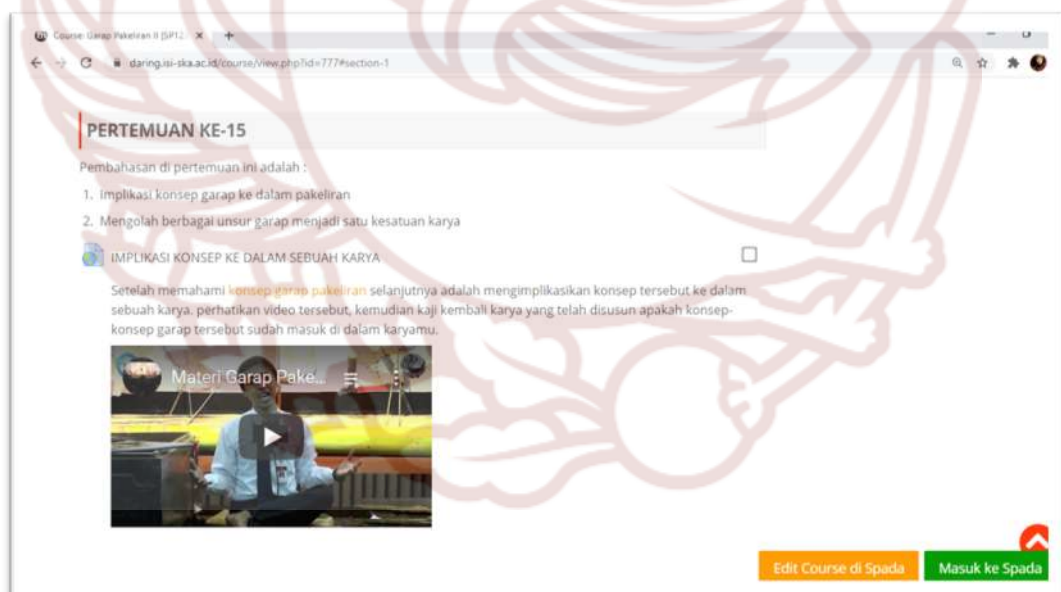 Course: Garap Pakeliran II [SP12
daring.isi-ska.ac.id/course/view.php?id=777#section-1
PERTEMUAN KE-15
Pembahasan di pertemuan ini adalah :
1. Implikasi konsep garap ke dalam pakeliran
2. Mengolah berbagai unsur garap menjadi satu kesatuan karya
IMPLIKASI KONSEP KE DALAM SEBUAH KARYA
Setelah memahami konsep garap pakeliran selanjutnya adalah mengimplikasikan konsep tersebut ke dalam
sebuah karya. perhatikan video tersebut, kemudian kaji kembali karya yang telah disusun apakah konsep-
konsep garap tersebut sudah masuk di dalam karyamu.
Materi Garap Pake...
Edit Course di Spada
Masuk ke Spada